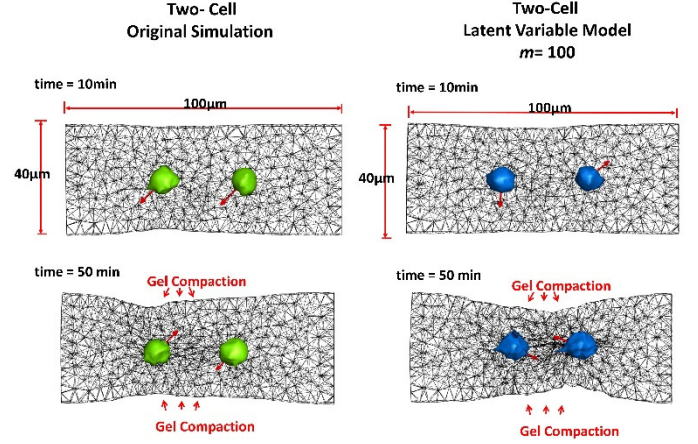 Two- Cell
Original Simulation
Two-Cell
Latent Variable Model
m= 100
time = 10min
100µm
40µm
time = 10min
100µm
40µm
time = 50 min
Gel Compaction
Gel Compaction
time = 50 min
Gel Compaction
Gel Compaction